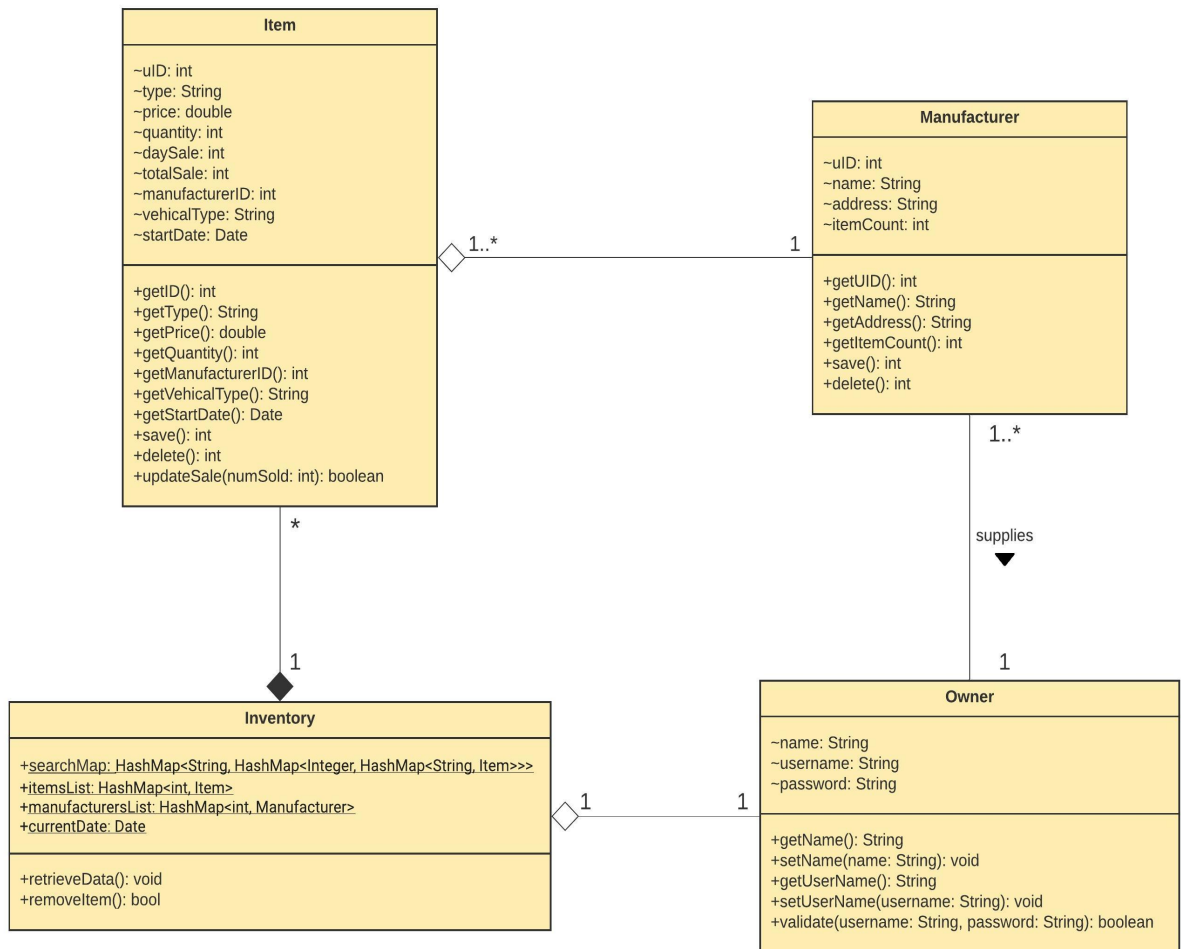 Item
~uID: int
~type: String
~price: double
~quantity: int
~daySale: int
~totalSale: int
~manufacturerID: int
~vehicalType: String
~startDate: Date
+getID(): int
+getType(): String
+getPrice(): double
+getQuantity(): int
+getManufacturerID(): int
+getVehicalType(): String
+getStartDate(): Date
+save(): int
+delete(): int
+updateSale(numSold: int): boolean
1..*
1
Manufacturer
~uID: int
~name: String
~address: String
~itemCount: int
+getUID(): int
+getName(): String
+getAddress(): String
+getItemCount(): int
+save(): int
+delete(): int
*
1
1..*
supplies
1
Inventory
+searchMap: HashMap<String, HashMap<Integer, HashMap<String, Item>>>
+itemsList: HashMap<int, Item>
+manufacturersList: HashMap<int, Manufacturer>
+currentDate: Date
+retrieveData(): void
+removeItem(): bool
1
1
Owner
~name: String
~username: String
~password: String
+getName(): String
+setName(name: String): void
+getUserName(): String
+setUserName(username: String): void
+validate(username: String, password: String): boolean